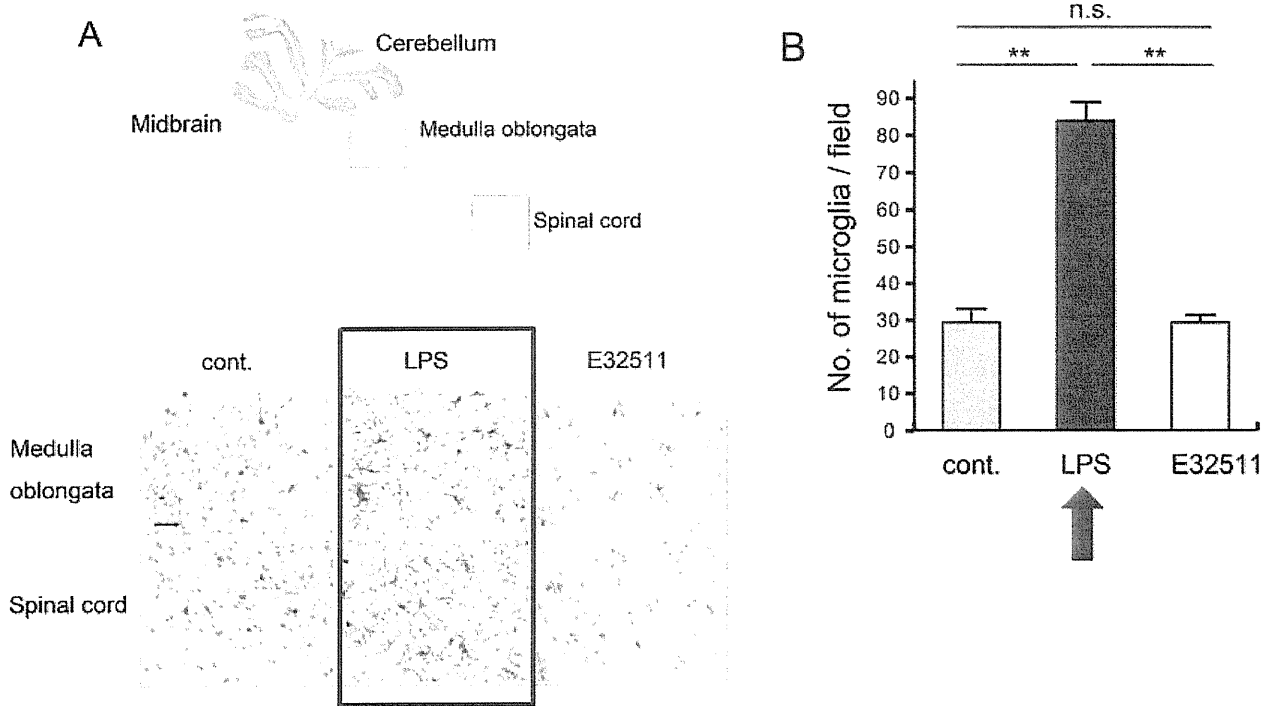 A
Cerebellum
Midbrain
Medulla oblongata
Spinal cord
cont.
LPS
E32511
Medulla
oblongata
Spinal cord
B
n.s.
**
**
No. of microglia / field
90
80
70
60
50
40
30
20
10
0
cont.
LPS
E32511